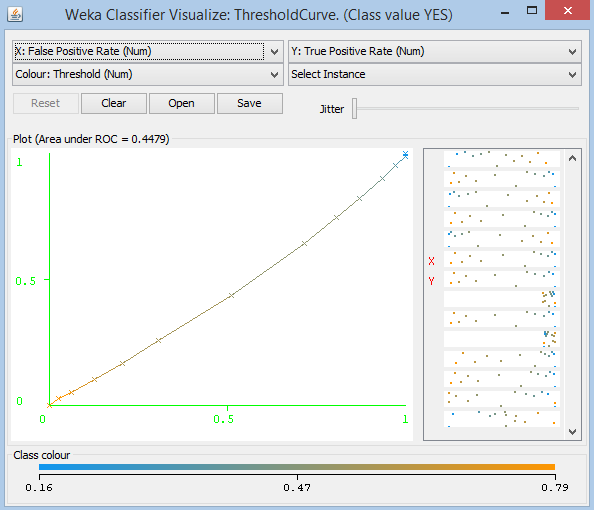 Weka Classifier Visualize: ThresholdCurve. (Class value YES)
X: False Positive Rate (Num)
Y: True Positive Rate (Num)
Colour: Threshold (Num)
Select Instance
Reset
Clear
Open
Save
Jitter
Plot (Area under ROC = 0.4479)
1
0.5
0
0
0.5
1
X
Y
Class colour
0.16
0.47
0.79